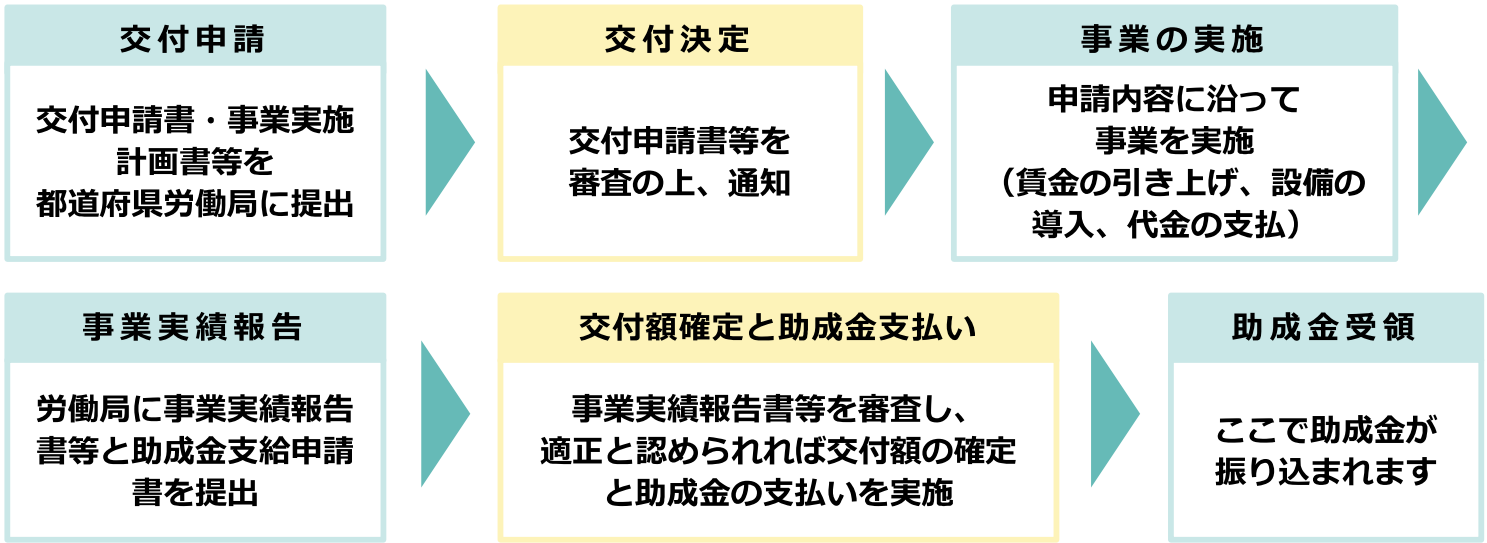 交付申請
交付申請書・事業実施
計画書等を
都道府県労働局に提出
交付決定
交付申請書等を
審査の上、通知
事業の実施
申請内容に沿って
事業を実施
（賃金の引き上げ、設備の
導入、代金の支払）
事業実績報告
労働局に事業実績報告
書等と助成金支給申請
書を提出
交付額確定と助成金支払い
事業実績報告書等を審査し、
適正と認められれば交付額の確定
と助成金の支払いを実施
助成金受領
ここで助成金が
振り込まれます